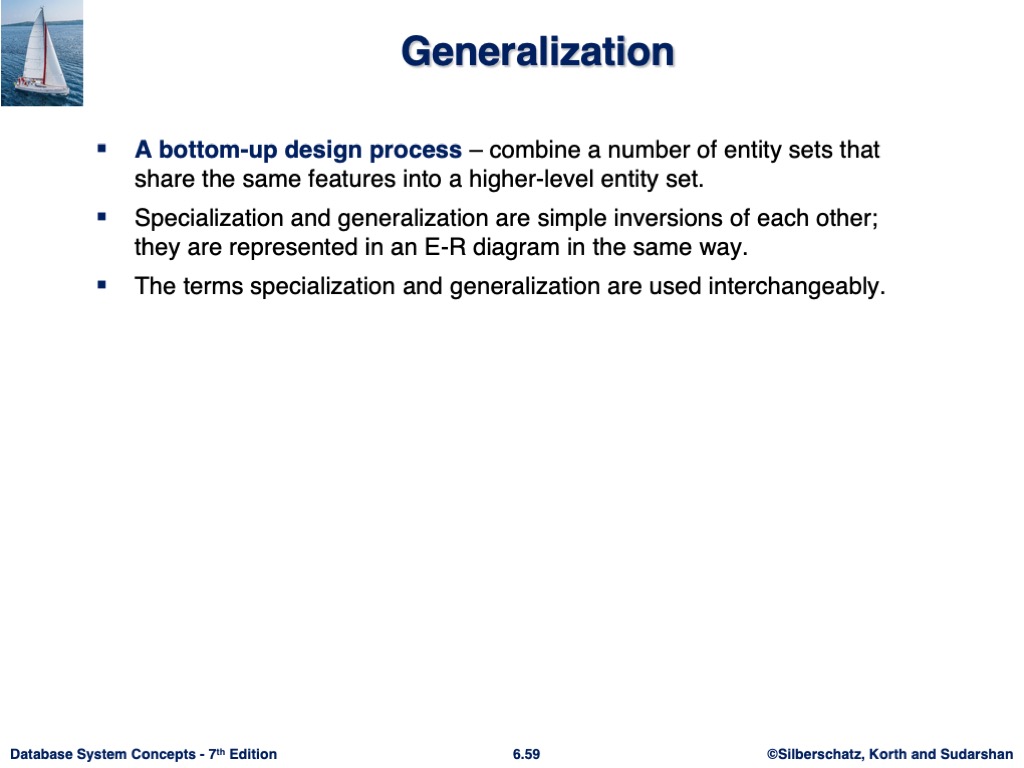 Generalization
▪ A bottom-up design process – combine a number of entity sets that
share the same features into a higher-level entity set.
▪ Specialization and generalization are simple inversions of each other;
they are represented in an E-R diagram in the same way.
▪ The terms specialization and generalization are used interchangeably.
Database System Concepts - 7th Edition
6.59
©Silberschatz, Korth and Sudarshan